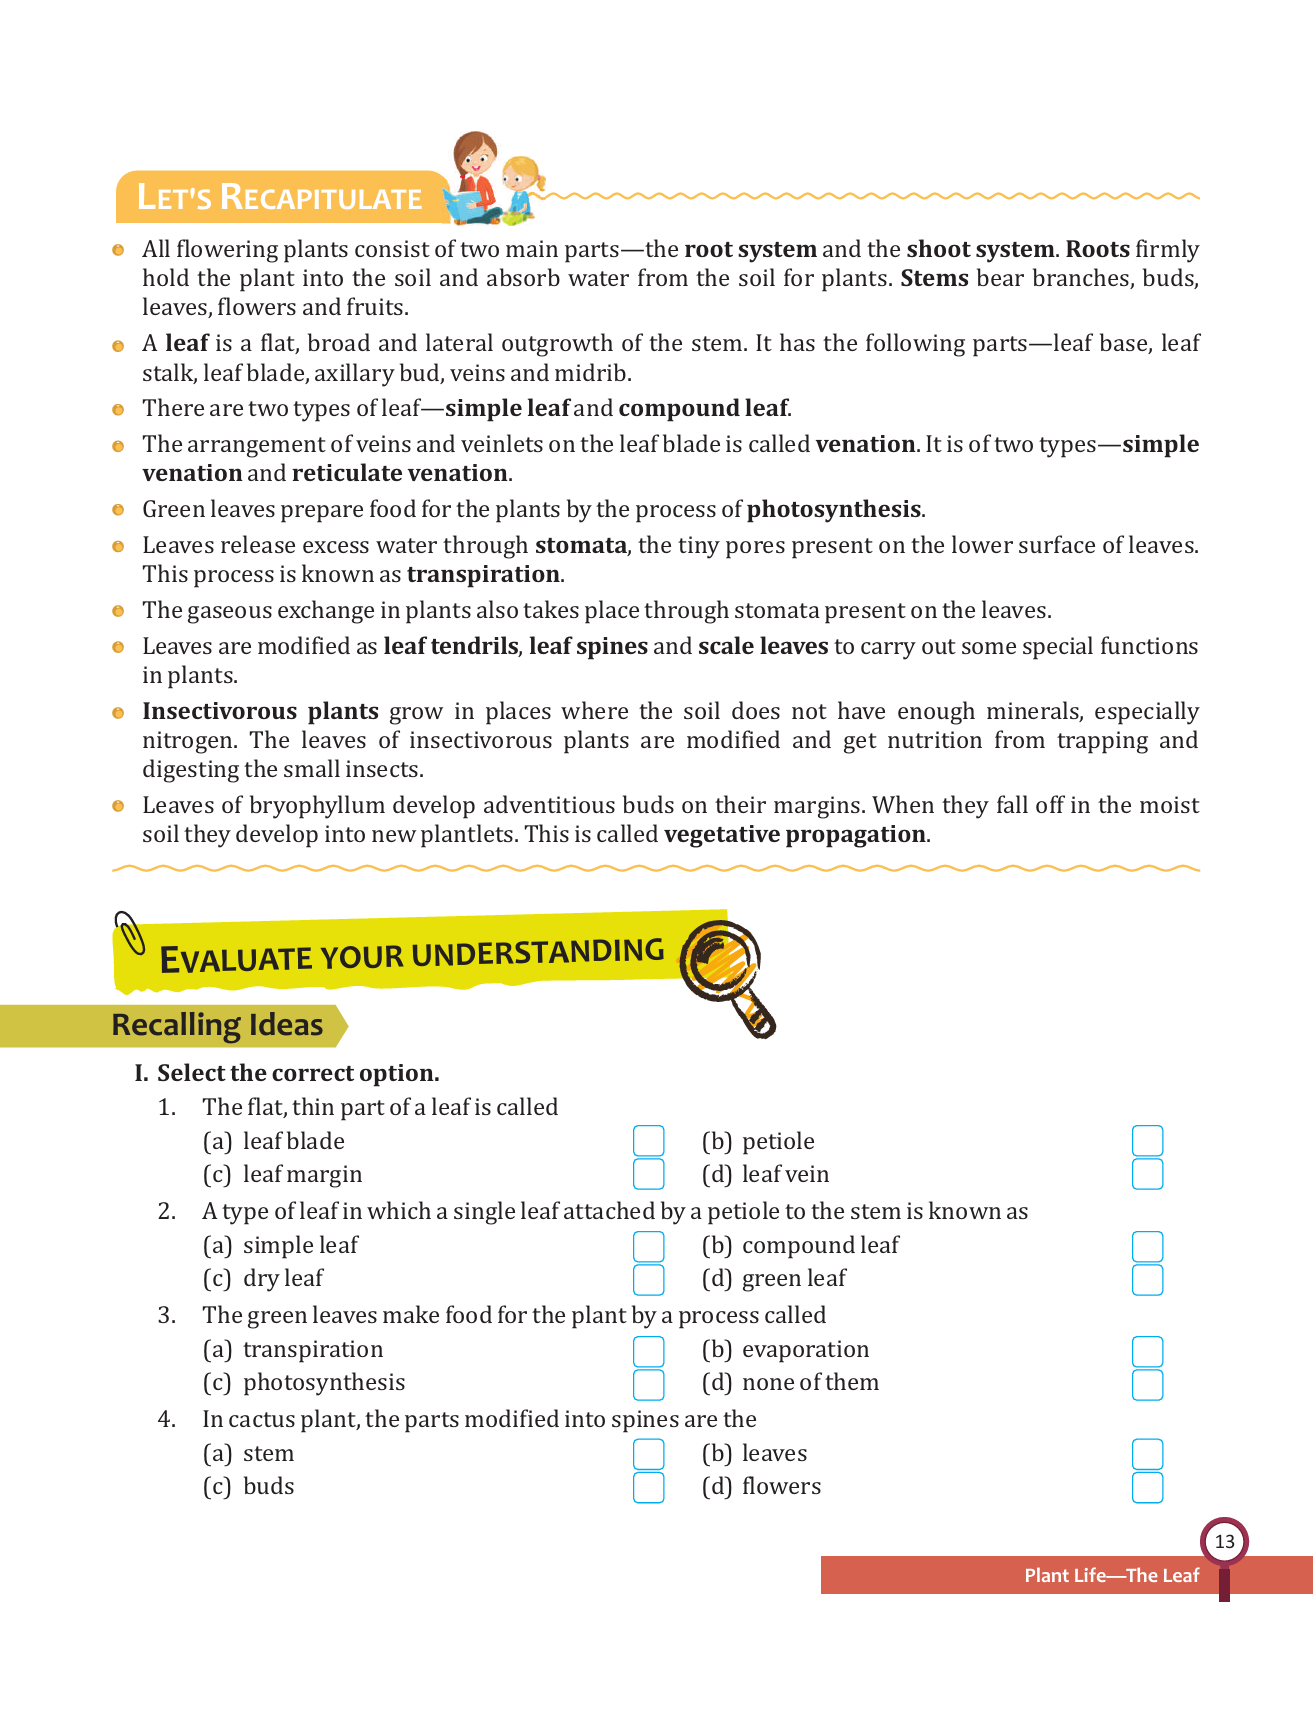 LET'S RECAPITULATE
All flowering plants consist of two main parts—the root system and the shoot system. Roots firmly
hold the plant into the soil and absorb water from the soil for plants. Stems bear branches, buds,
leaves, flowers and fruits.
A leaf is a flat, broad and lateral outgrowth of the stem. It has the following parts—leaf base, leaf
stalk, leaf blade, axillary bud, veins and midrib.
There are two types of leaf—simple leaf and compound leaf.
The arrangement of veins and veinlets on the leaf blade is called venation. It is of two types—simple
venation and reticulate venation.
Green leaves prepare food for the plants by the process of photosynthesis.
Leaves release excess water through stomata, the tiny pores present on the lower surface of leaves.
This process is known as transpiration.
The gaseous exchange in plants also takes place through stomata present on the leaves.
Leaves are modified as leaf tendrils, leaf spines and scale leaves to carry out some special functions
in plants.
Insectivorous plants grow in places where the soil does not have enough minerals, especially
nitrogen. The leaves of insectivorous plants are modified and get nutrition from trapping and
digesting the small insects.
Leaves of bryophyllum develop adventitious buds on their margins. When they fall off in the moist
soil they develop into new plantlets. This is called vegetative propagation.
EVALUATE YOUR UNDERSTANDING
Recalling Ideas
I. Select the correct option.
1. The flat, thin part of a leaf is called
(a) leaf blade (b) petiole
(c) leaf margin (d) leaf vein
2. A type of leaf in which a single leaf attached by a petiole to the stem is known as
(a) simple leaf (b) compound leaf
(c) dry leaf (d) green leaf
3. The green leaves make food for the plant by a process called
(a) transpiration (b) evaporation
(c) photosynthesis (d) none of them
4. In cactus plant, the parts modified into spines are the
(a) stem (b) leaves
(c) buds (d) flowers
13
Plant Life—The Leaf